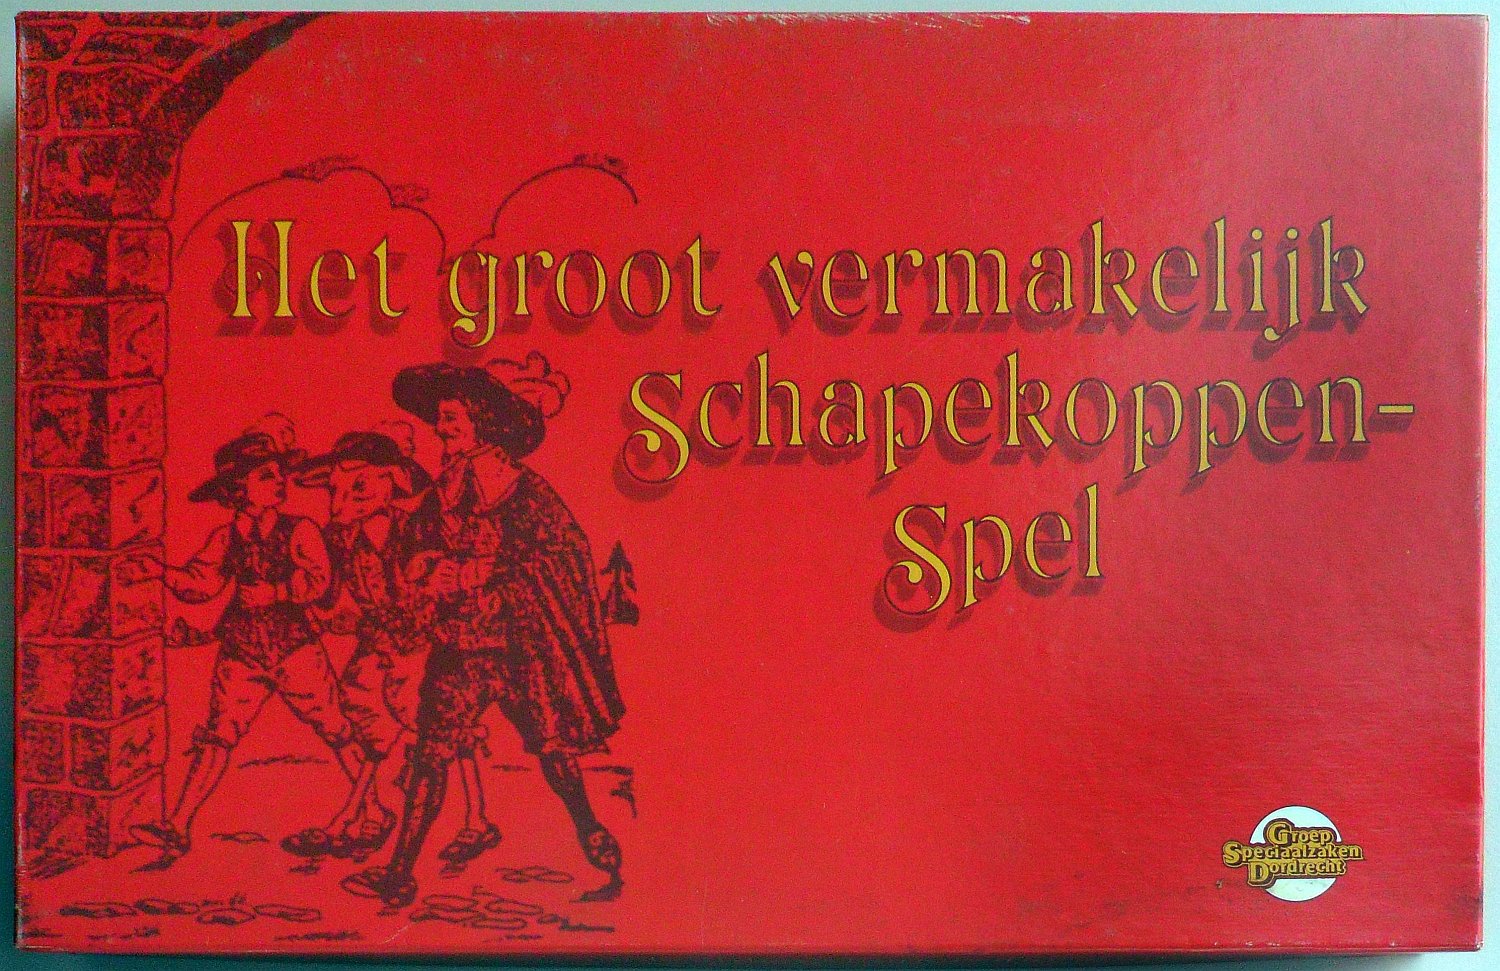 Het groot vermakelijk
Schapekoppen-
Spel
Groep
Speciaalzaken
Dordrecht